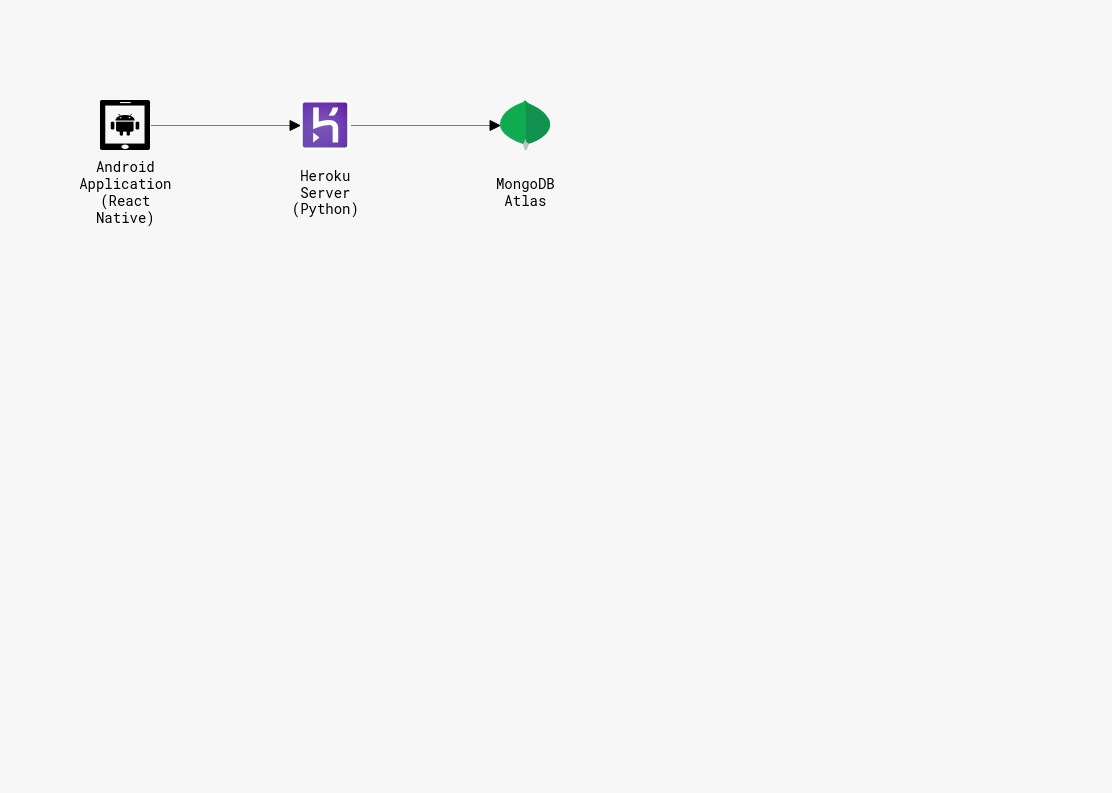 Android
Application
(React
Native)
Heroku
Server
(Python)
MongoDB
Atlas